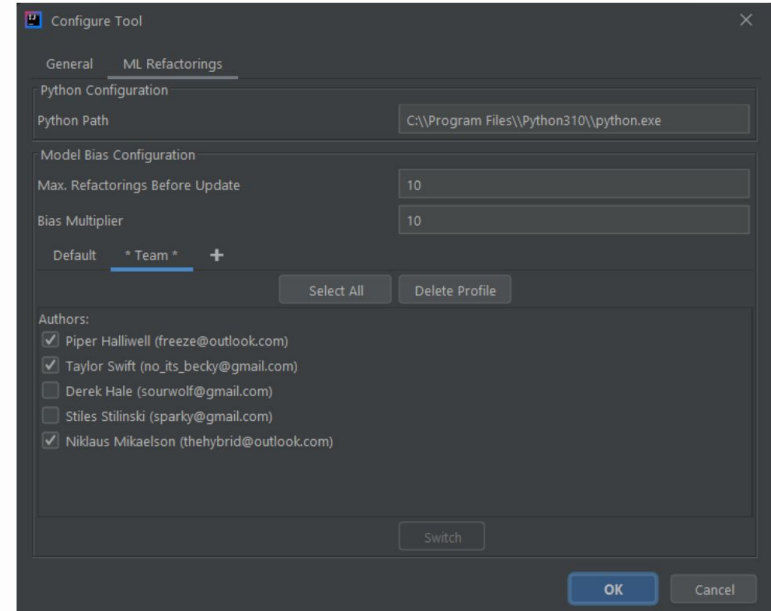 Configure Tool
General ML Refactorings
Python Configuration
Python Path C:\\Program Files\\Python310\\python.exe
Model Bias Configuration
Max. Refactorings Before Update 10
Bias Multiplier 10
Default * Team * +
Select All Delete Profile
Authors:
Piper Halliwell (freeze@outlook.com)
Taylor Swift (no_its_becky@gmail.com)
Derek Hale (sourwolf@gmail.com)
Stiles Stilinski (sparky@gmail.com)
Niklaus Mikaelson (thehybrid@outlook.com)
Switch
OK Cancel